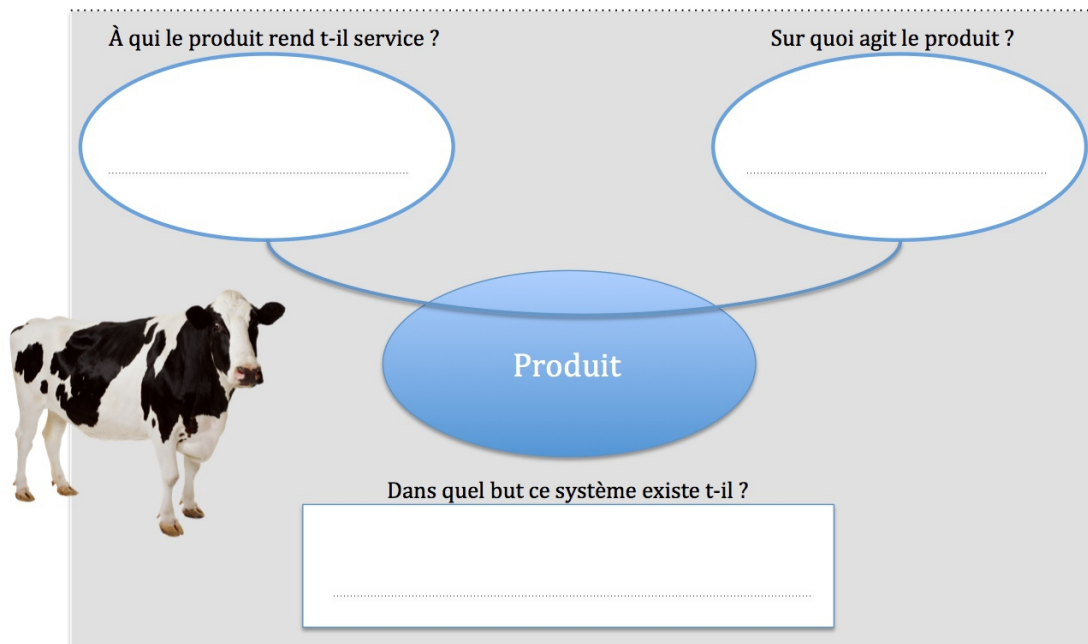 À qui le produit rend t-il service ?
Sur quoi agit le produit ?
Produit
Dans quel but ce système existe t-il ?